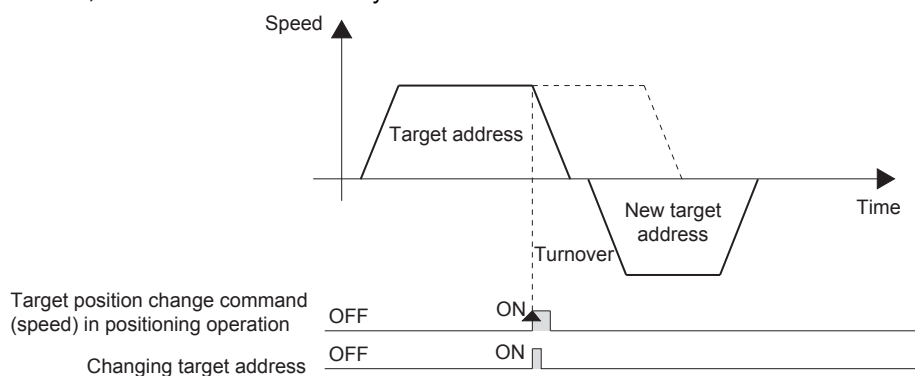 Speed
Target address
Time
New target
address
Turnover
Target position change command
(speed) in positioning operation
OFF
ON
Changing target address
OFF
ON